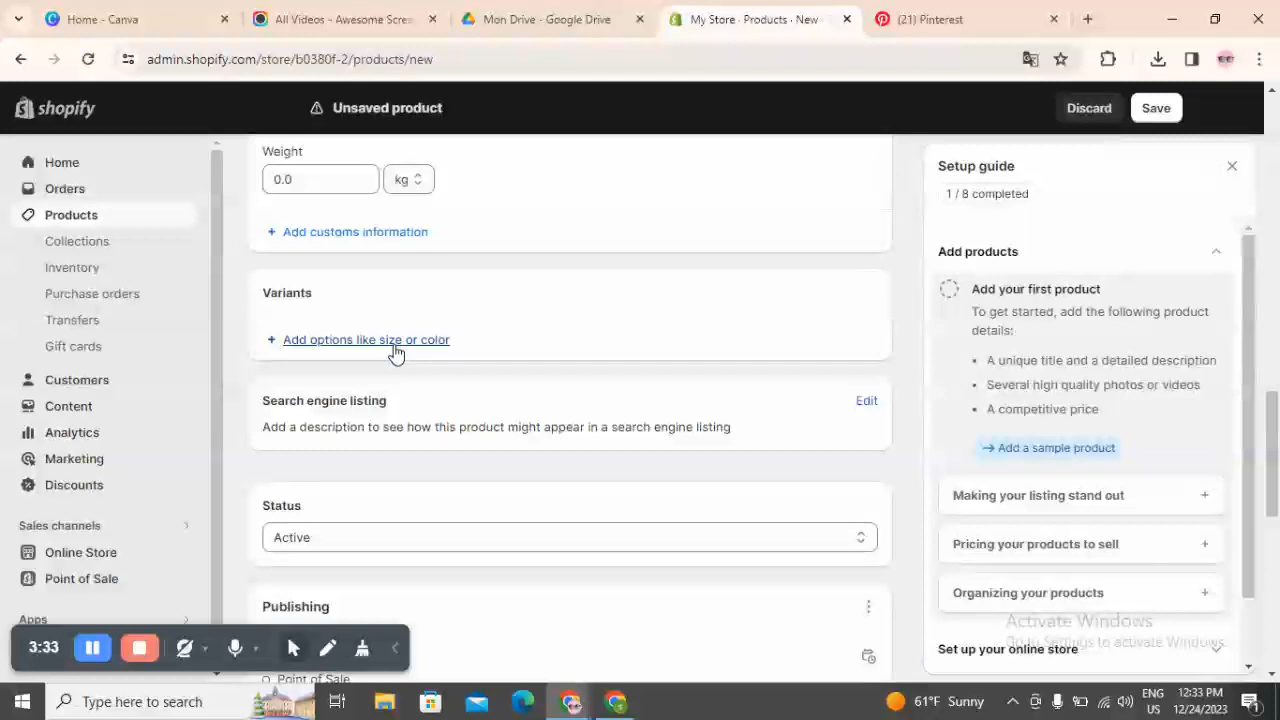 Home - Canva
All Videos - Awesome Scree
Mon Drive - Google Drive
My Store · Products · New ·
(21) Pinterest
admin.shopify.com/store/b0380f-2/products/new
shopify
Unsaved product
Discard
Save
Home
Orders
Products
Collections
Inventory
Purchase orders
Transfers
Gift cards
Customers
Content
Analytics
Marketing
Discounts
Sales channels
Online Store
Point of Sale
Apps
Weight
0.0
kg
+ Add customs information
Variants
+ Add options like size or color
Search engine listing
Edit
Add a description to see how this product might appear in a search engine listing
Status
Active
Publishing
Point of Sale
Setup guide
1 / 8 completed
Add products
Add your first product
To get started, add the following product
details:
• A unique title and a detailed description
• Several high quality photos or videos
• A competitive price
→ Add a sample product
Making your listing stand out +
Pricing your products to sell +
Organizing your products +
Activate Windows
Go to Settings to activate Windows.
Set up your online store
3:33
Type here to search
61°F Sunny
ENG
US
12:33 PM
12/24/2023
1